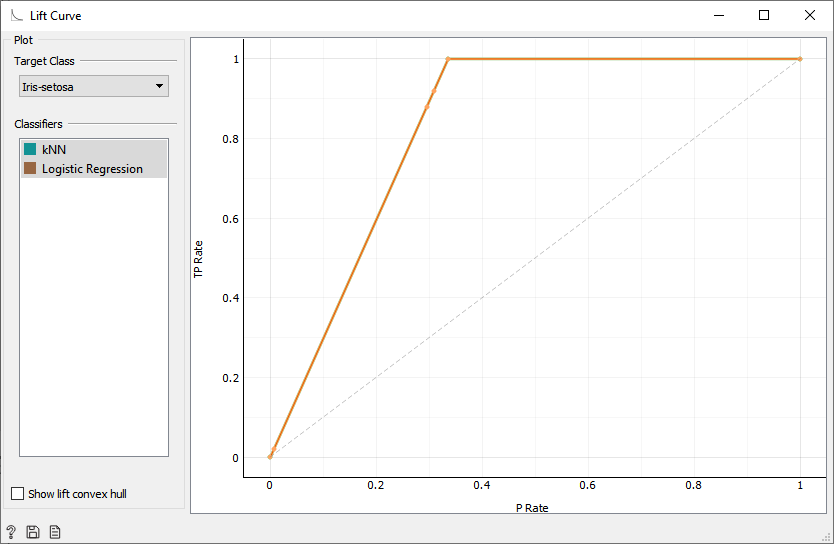 Lift Curve
Plot
Target Class
Iris-setosa
Classifiers
kNN
Logistic Regression
Show lift convex hull
TP Rate
1
0.8
0.6
0.4
0.2
0
0
0.2
0.4
0.6
0.8
1
P Rate
?